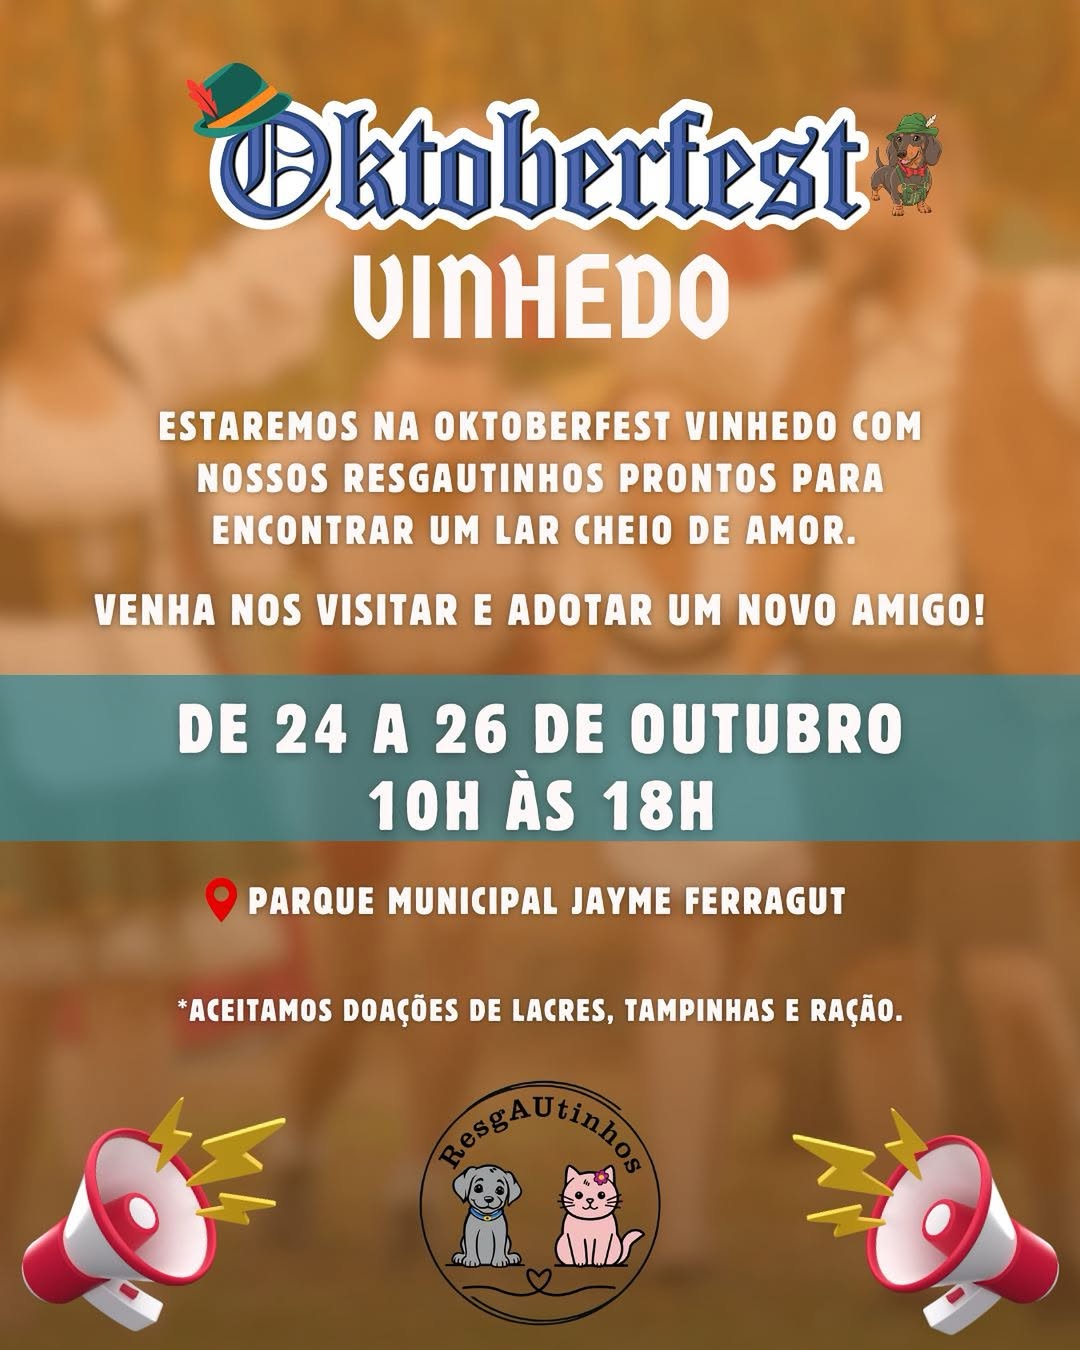 Oktoberfest
VINHEDO
ESTAREMOS NA OKTOBERFEST VINHEDO COM
NOSSOS RESGAUTINHOS PRONTOS PARA
ENCONTRAR UM LAR CHEIO DE AMOR.
VENHA NOS VISITAR E ADOTAR UM NOVO AMIGO!
DE 24 A 26 DE OUTUBRO
10H ÀS 18H
PARQUE MUNICIPAL JAYME FERRAGUT
*ACEITAMOS DOAÇÕES DE LACRES, TAMPINHAS E RAÇÃO.
ResgAUtinhos